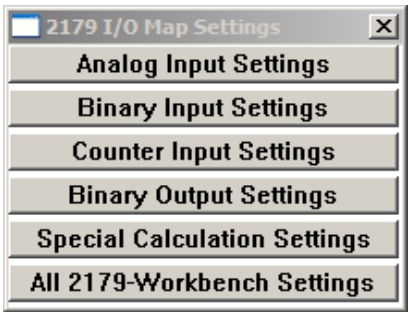 2179 I/O Map Settings
Analog Input Settings
Binary Input Settings
Counter Input Settings
Binary Output Settings
Special Calculation Settings
All 2179-Workbench Settings